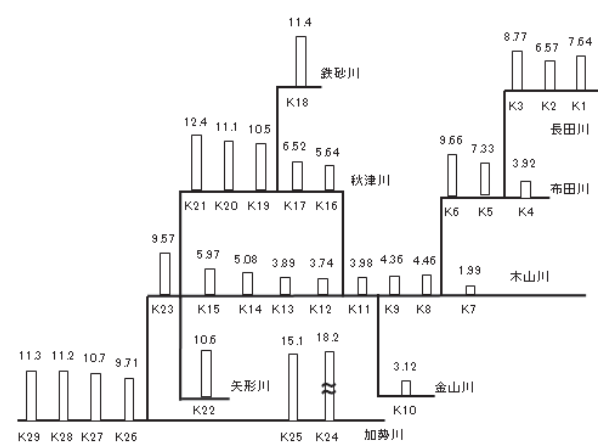 11.4
鉄砂川
K18
8.77 6.57 7.64
K3 K2 K1
長田川
12.4 11.1 10.5 6.52 5.64
秋津川
K21 K20 K19 K17 K16
9.66 7.33 3.92
布田川
K6 K5 K4
9.57 5.97 5.08 3.89 3.74 3.98 4.36 4.46 1.99
木山川
K23 K15 K14 K13 K12 K11 K9 K8 K7
10.6
矢形川
K22
3.12
金山川
K10
11.3 11.2 10.7 9.71 15.1 18.2
K29 K28 K27 K26 K25 K24
加勢川